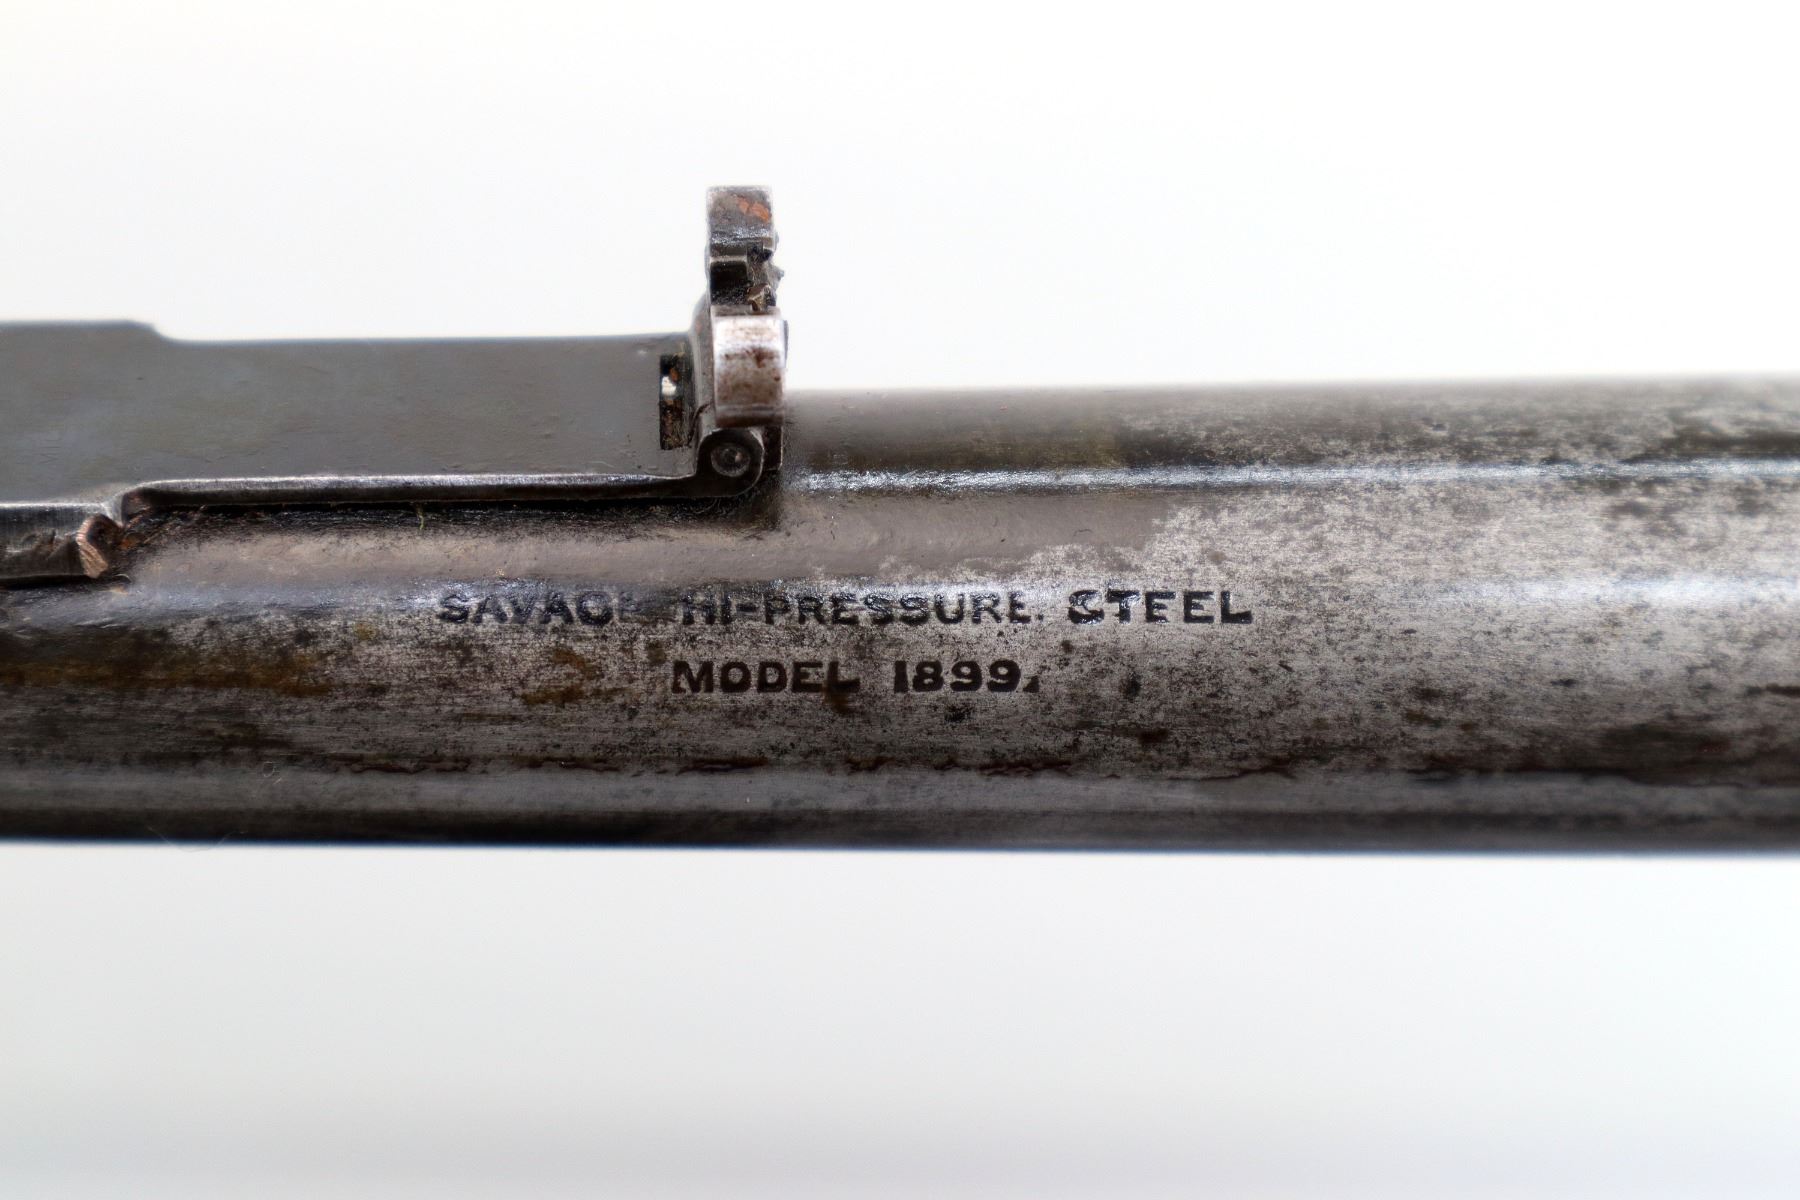 SAVAGE HI-PRESSURE. STEEL
MODEL 1899.